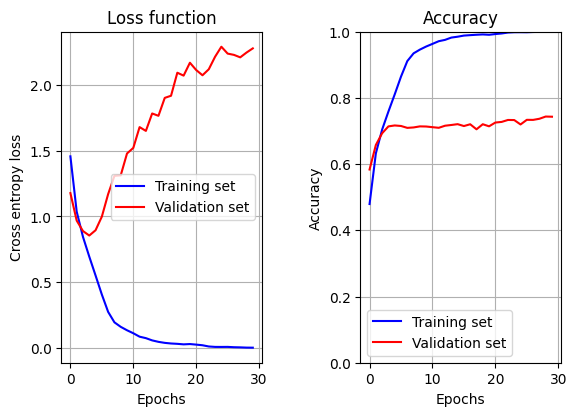 Loss function
Cross entropy loss
2.0
1.5
1.0
0.5
0.0
Training set
Validation set
0
10
20
30
Epochs
Accuracy
Accuracy
1.0
0.8
0.6
0.4
0.2
0.0
Training set
Validation set
0
10
20
30
Epochs